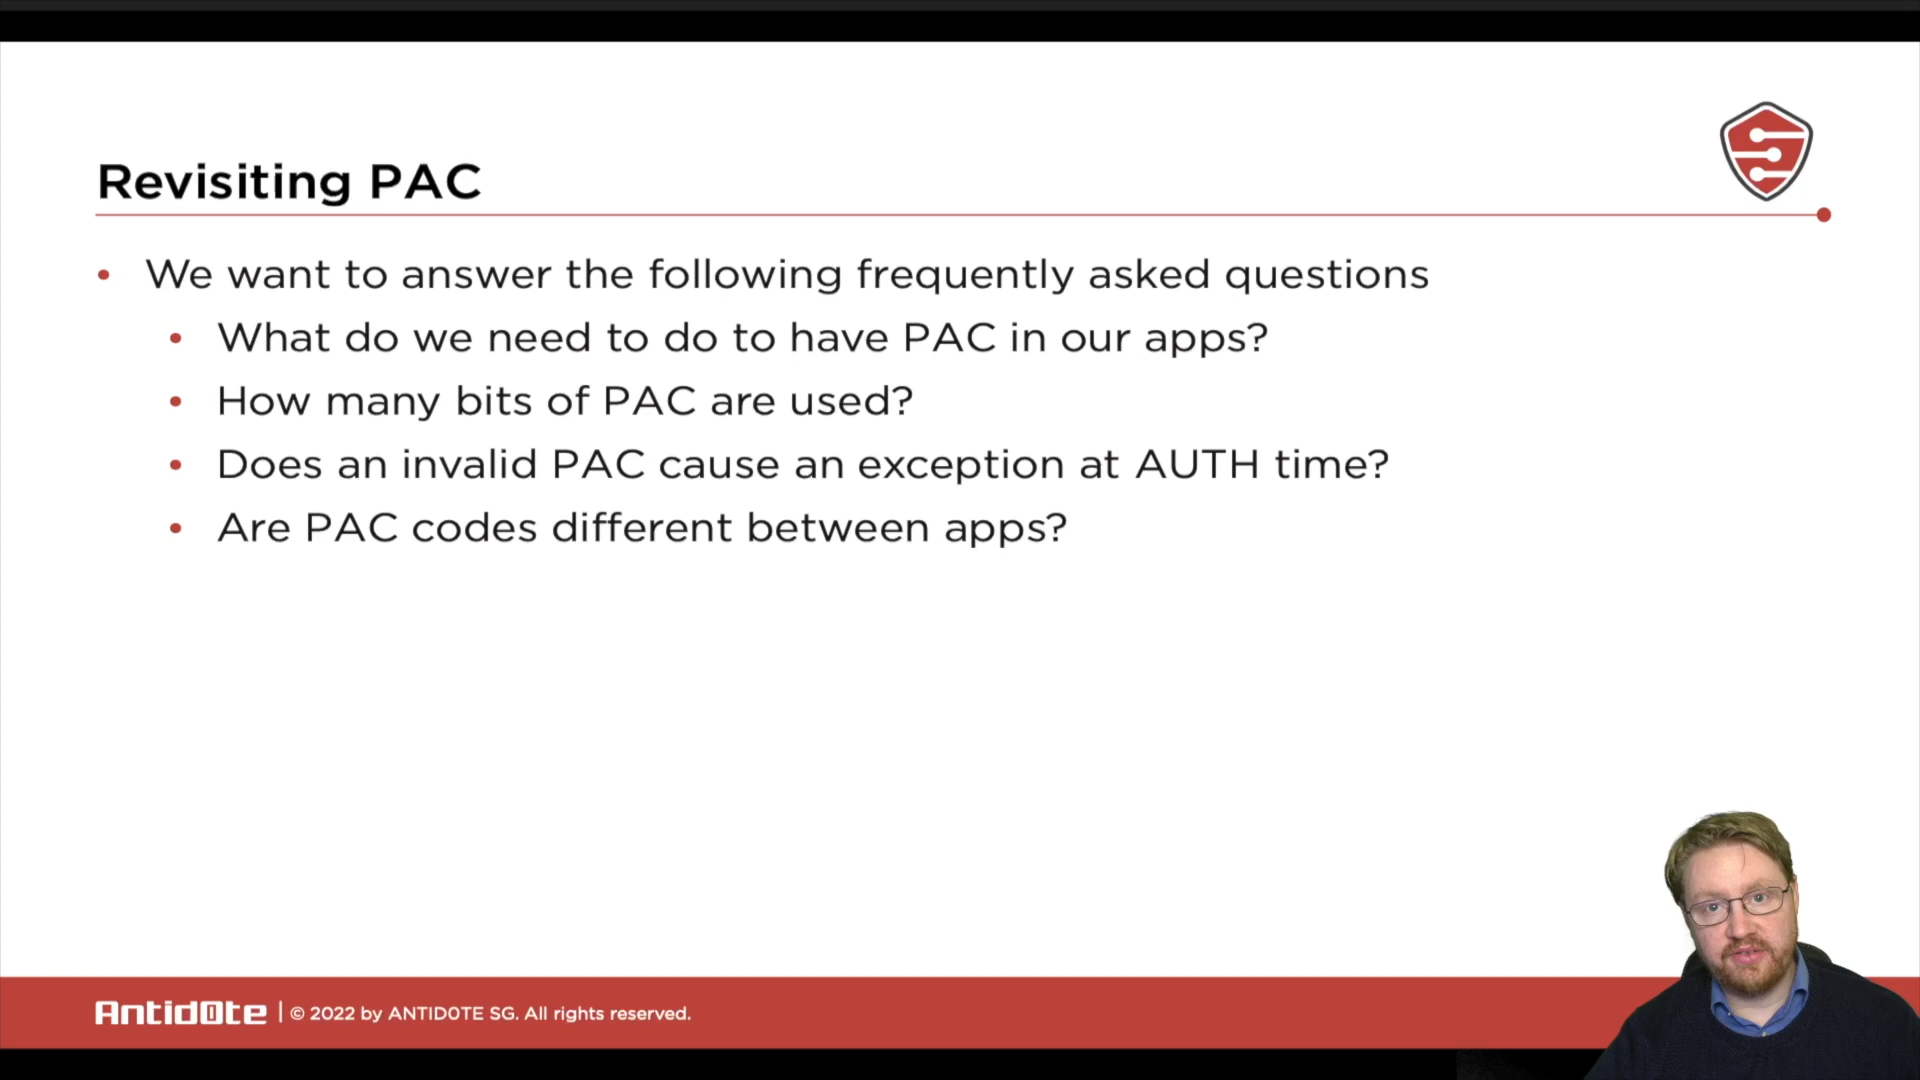 Revisiting PAC
• We want to answer the following frequently asked questions
• What do we need to do to have PAC in our apps?
• How many bits of PAC are used?
• Does an invalid PAC cause an exception at AUTH time?
• Are PAC codes different between apps?
Antid0te | © 2022 by ANTID0TE SG. All rights reserved.